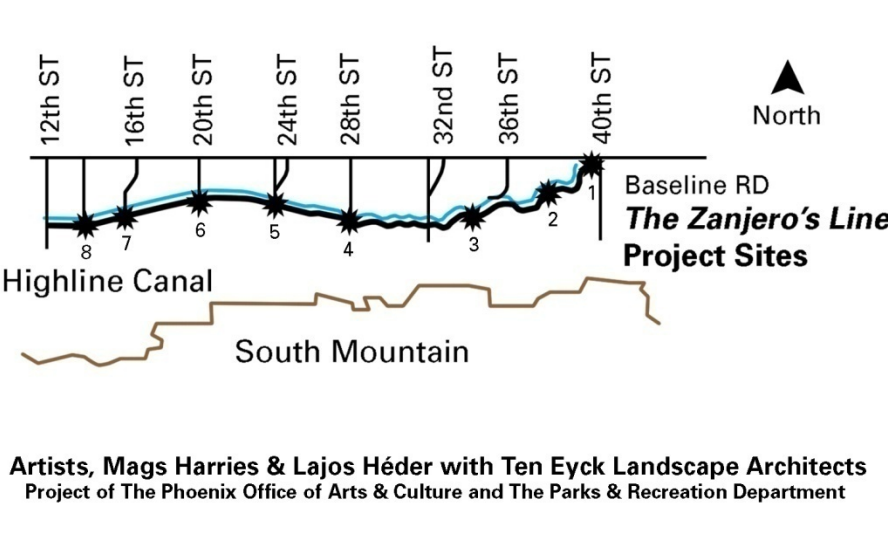 12th ST
16th ST
20th ST
24th ST
28th ST
32nd ST
36th ST
40th ST
North
Baseline RD
The Zanjero's Line
Project Sites
1
2
3
4
5
6
7
8
Highline Canal
South Mountain
Artists, Mags Harries & Lajos Héder with Ten Eyck Landscape Architects
Project of The Phoenix Office of Arts & Culture and The Parks & Recreation Department